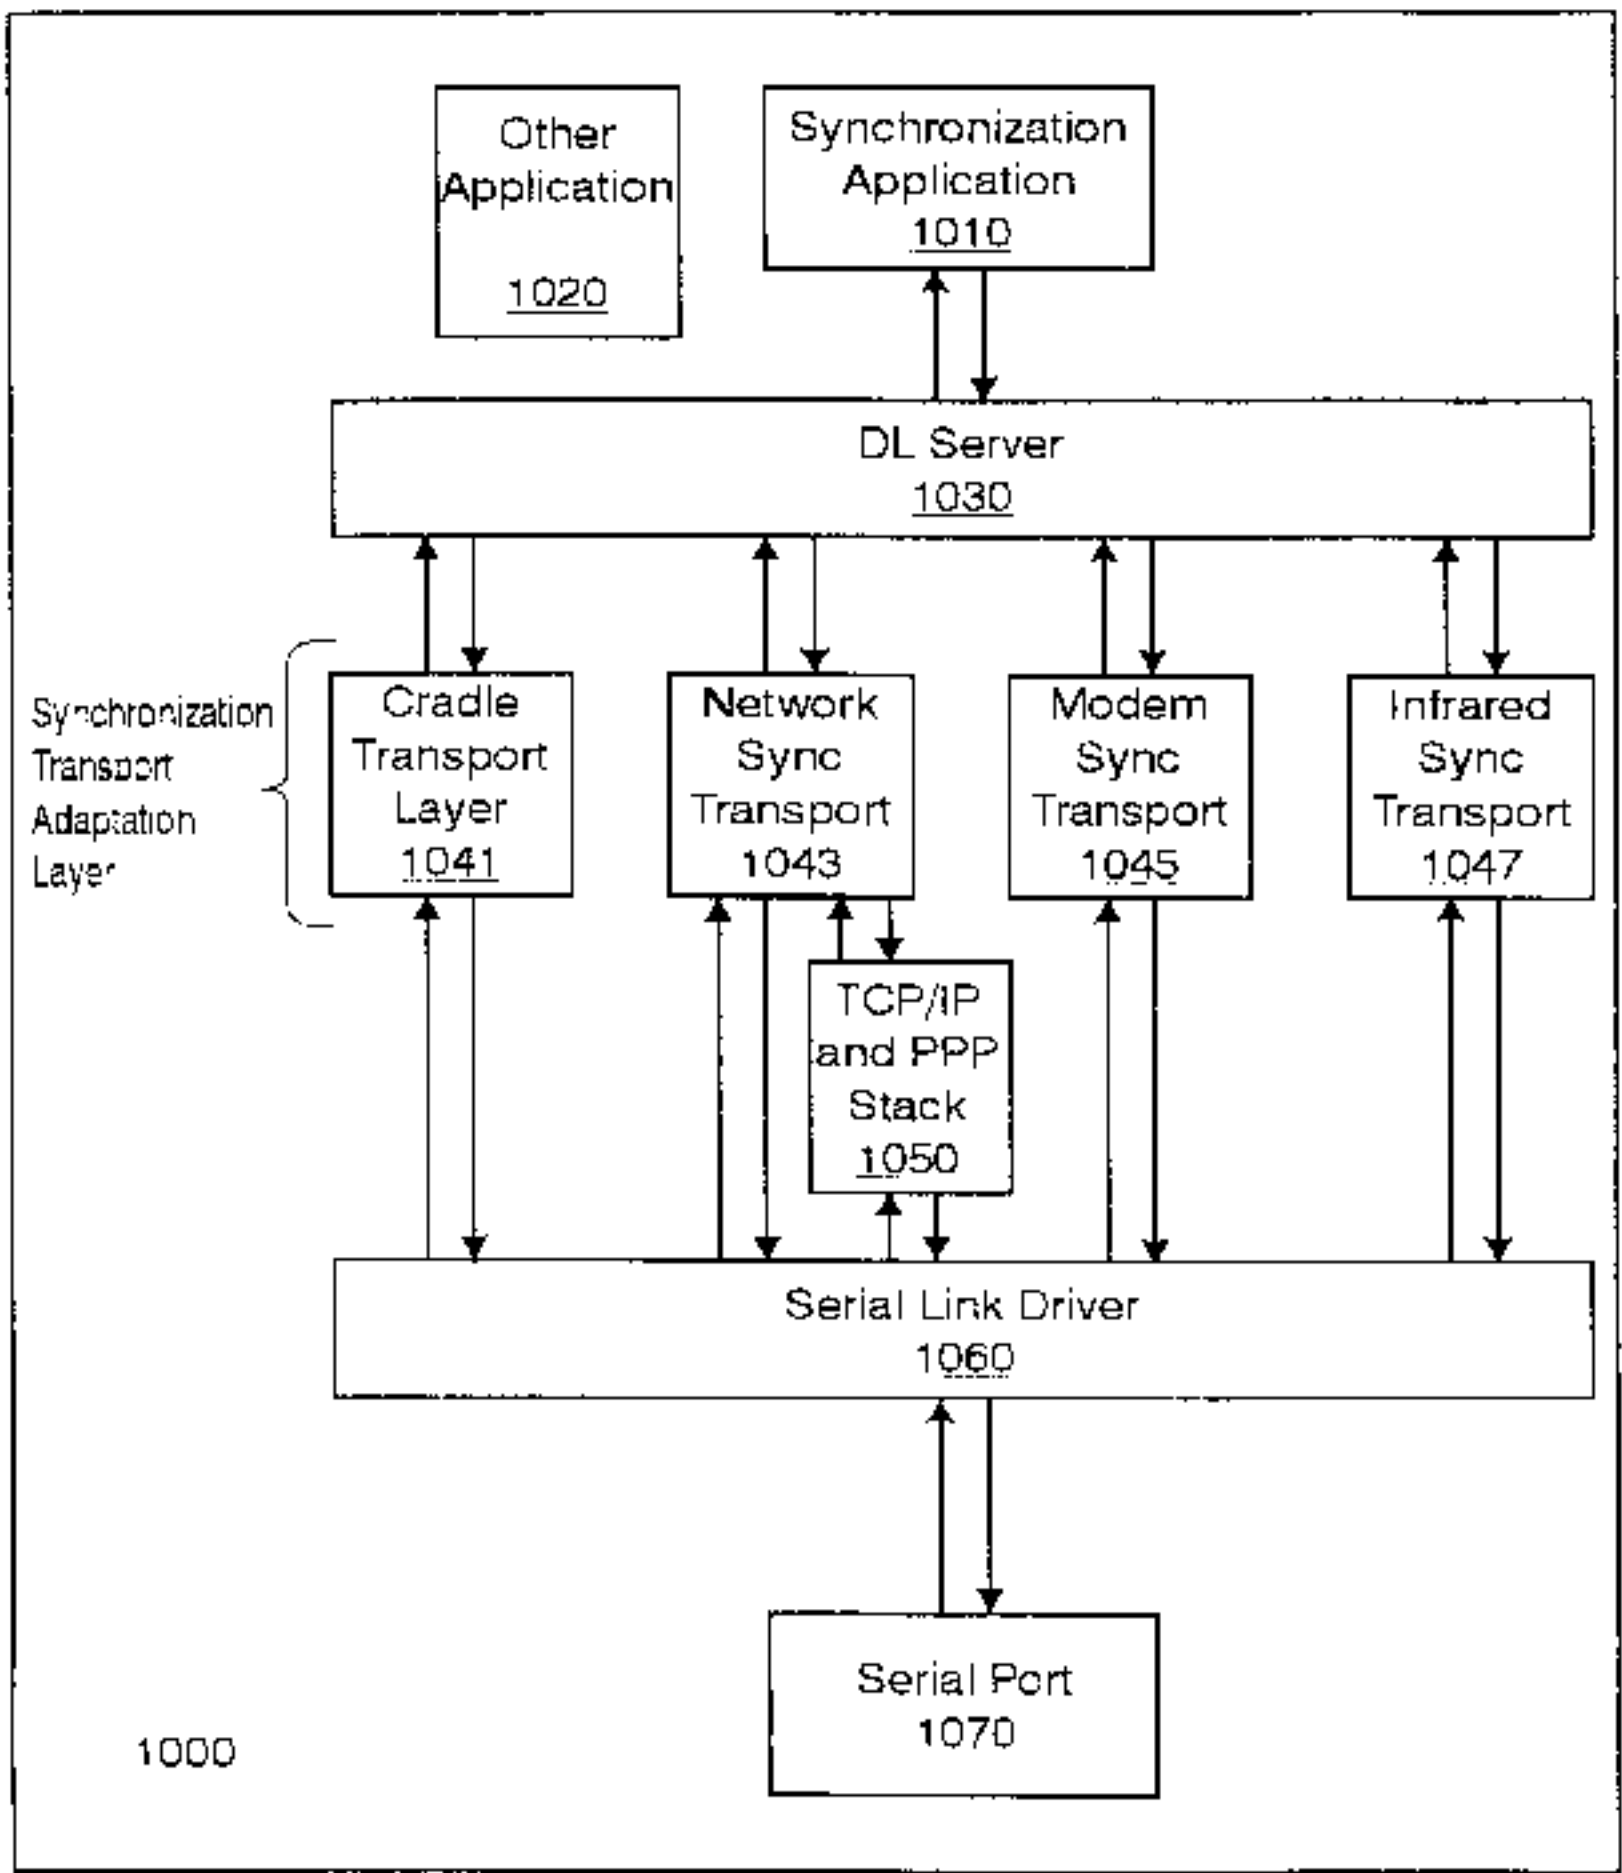 Other
Application
1020
Synchronization
Application
1010
DL Server
1030
Synchronization
Transport
Adaptation
Layer
Cradle
Transport
Layer
1041
Network
Sync
Transport
1043
Modem
Sync
Transport
1045
Infrared
Sync
Transport
1047
TCP/IP
and PPP
Stack
1050
Serial Link Driver
1060
Serial Port
1070
1000